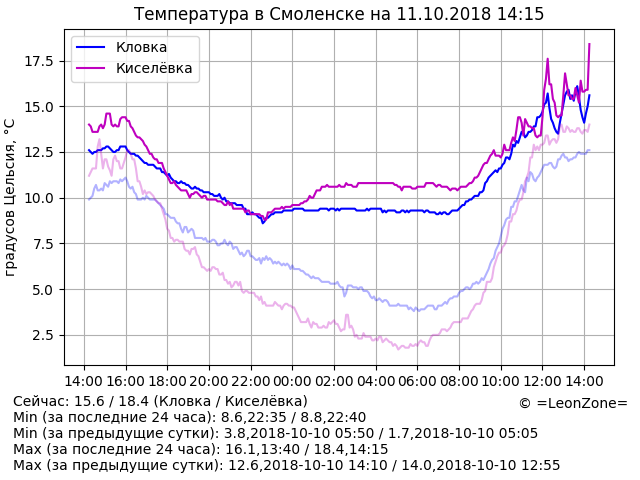 Температура в Смоленске на 11.10.2018 14:15
Кловка
Киселёвка
градусов Цельсия, °C
17.5
15.0
12.5
10.0
7.5
5.0
2.5
14:00 16:00 18:00 20:00 22:00 00:00 02:00 04:00 06:00 08:00 10:00 12:00 14:00
Сейчас: 15.6 / 18.4 (Кловка / Киселёвка)
© =LeonZone=
Min (за последние 24 часа): 8.6,22:35 / 8.8,22:40
Min (за предыдущие сутки): 3.8,2018-10-10 05:50 / 1.7,2018-10-10 05:05
Max (за последние 24 часа): 16.1,13:40 / 18.4,14:15
Max (за предыдущие сутки): 12.6,2018-10-10 14:10 / 14.0,2018-10-10 12:55